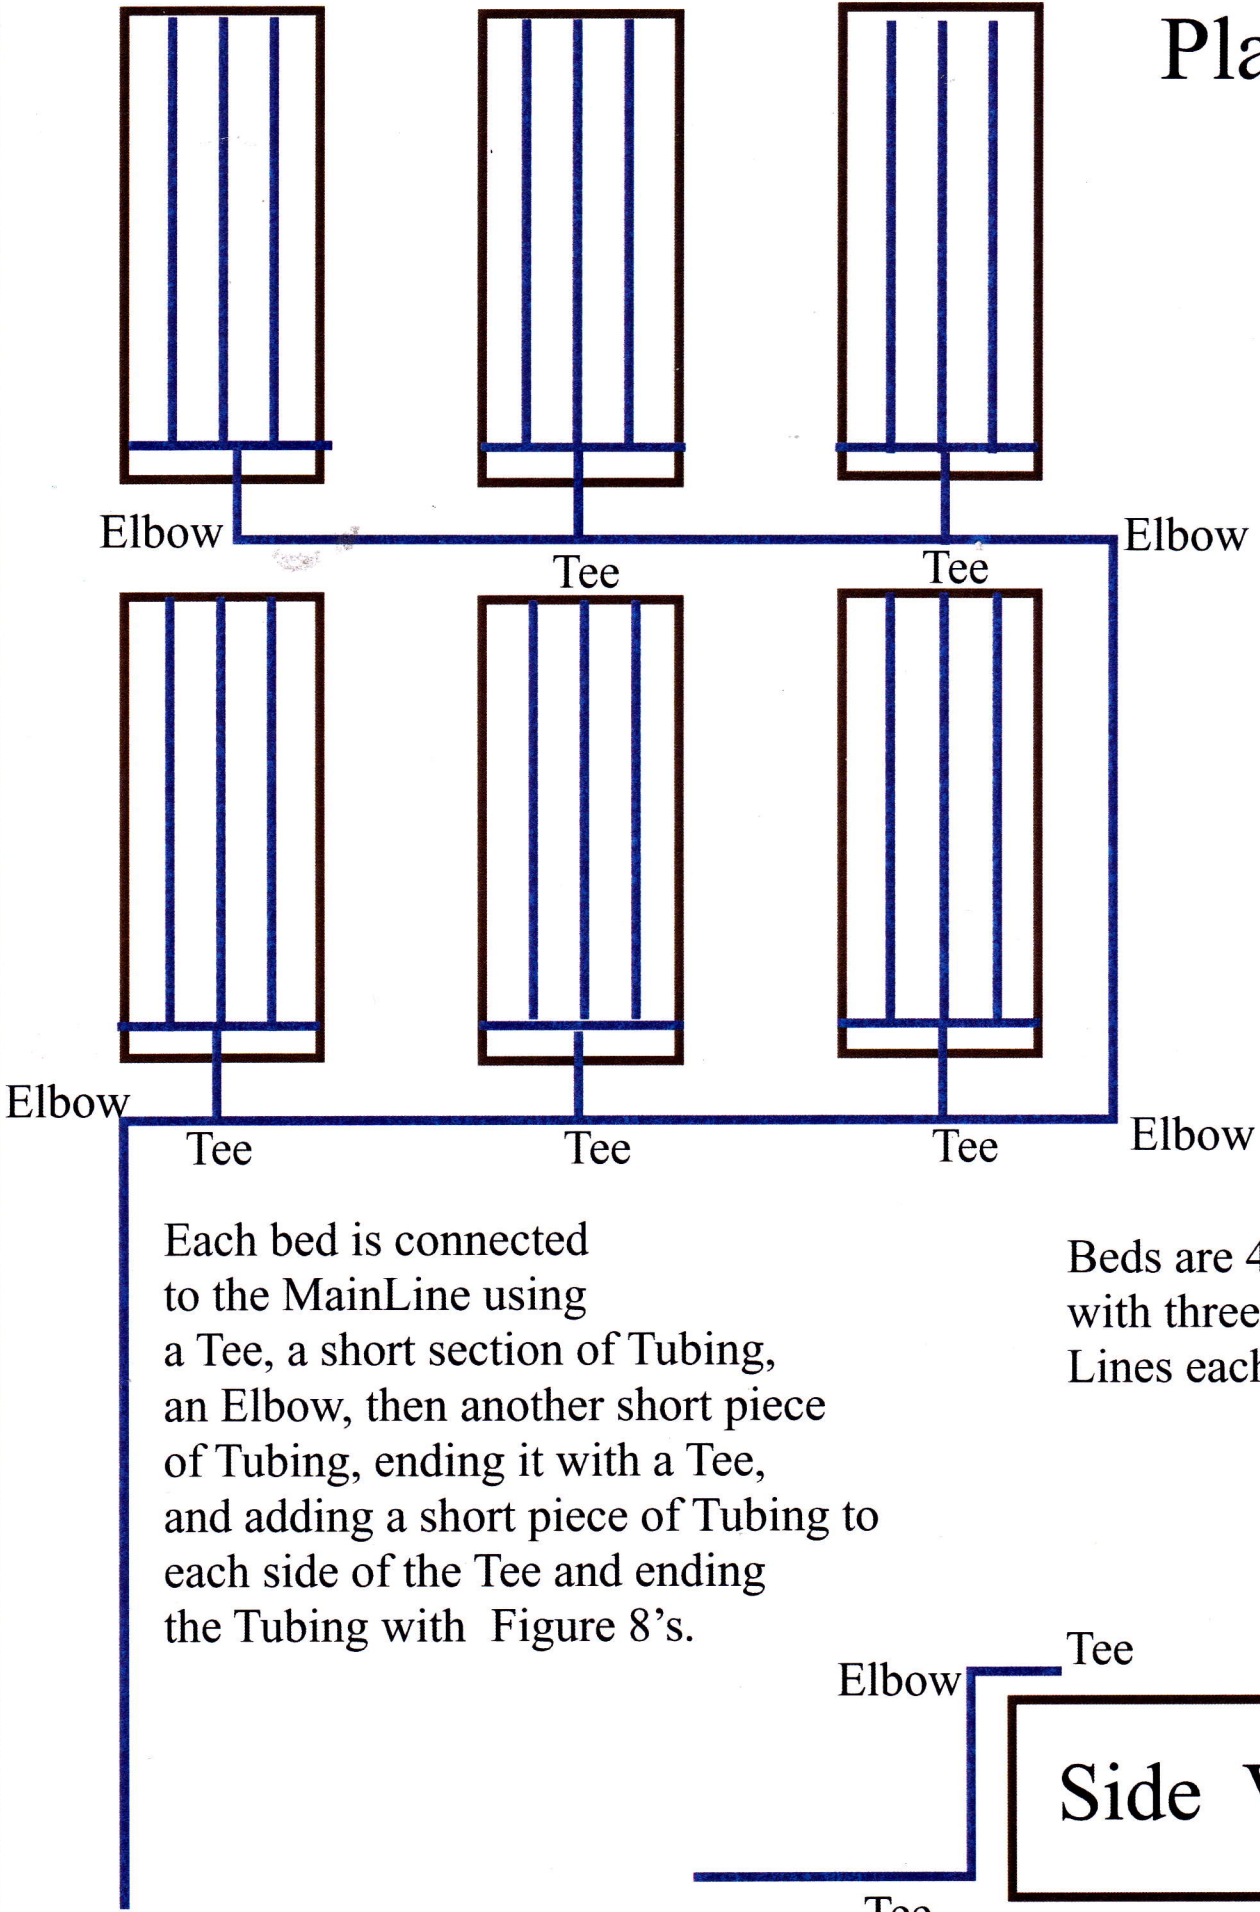 Pla
Elbow
Elbow
Tee
Tee
Elbow
Elbow
Tee
Tee
Tee
Each bed is connected
to the MainLine using
a Tee, a short section of Tubing,
an Elbow, then another short piece
of Tubing, ending it with a Tee,
and adding a short piece of Tubing to
each side of the Tee and ending
the Tubing with Figure 8’s.
Beds are 4
with three
Lines each
Tee
Elbow
Side
Tee